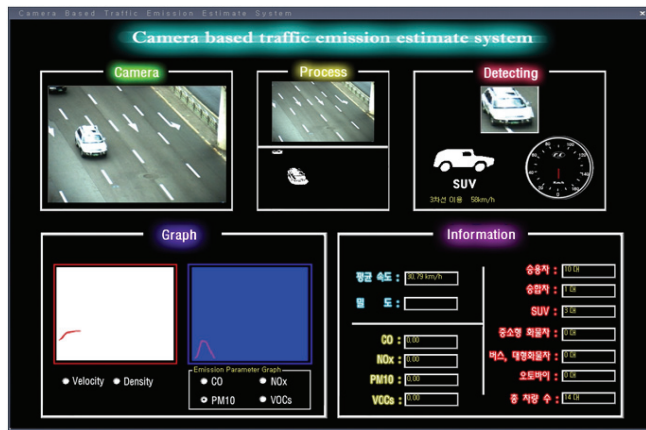 Camera Based Traffic Emission Estimate System
Camera based traffic emission estimate system
Camera
Process
Detecting
SUV
3차선 이용 58km/h
Graph
Velocity
Density
Emission Parameter Graph
CO
NOx
PM10
VOCs
Information
평균 속도 : 30.79 km/h
밀 도 :
CO : 0.00
NOx : 0.00
PM10 : 0.00
VOCs : 0.00
승용차 : 10 대
승합차 : 1 대
SUV : 3 대
중소형 화물차 : 0 대
버스, 대형화물차 : 0 대
오토바이 : 0 대
총 차량 수 : 14 대